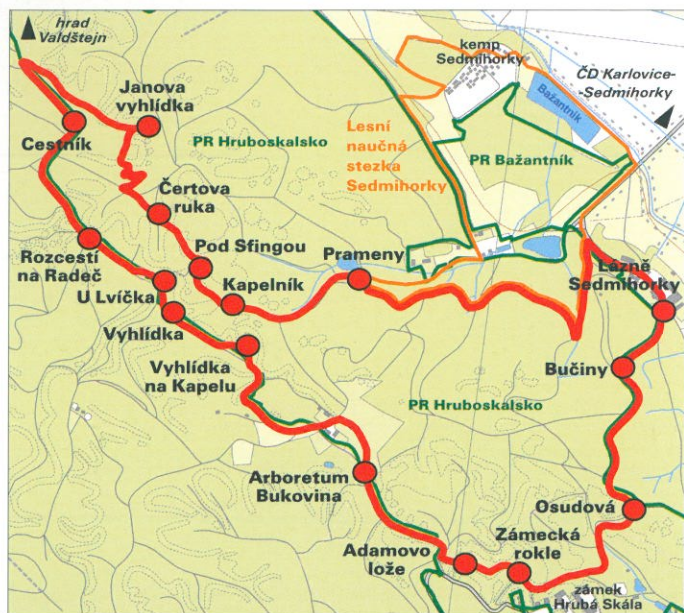 hrad
Valdštejn
kemp
Sedmihorky
ČD Karlovice-
-Sedmihorky
Janova
vyhlídka
Bažantník
Cestník
PR Hruboskalsko
Lesní
naučná
stezka
Sedmihorky
PR Bažantník
Čertova
ruka
Rozcestí
na Radeč
Pod Sfingou
Prameny
Lázně
Sedmihorky
U Lvíčka
Kapelník
Vyhlídka
Vyhlídka
na Kapelu
Bučiny
PR Hruboskalsko
Arboretum
Bukovina
Osudová
Adamovo
lože
Zámecká
rokle
zámek
Hrubá Skála